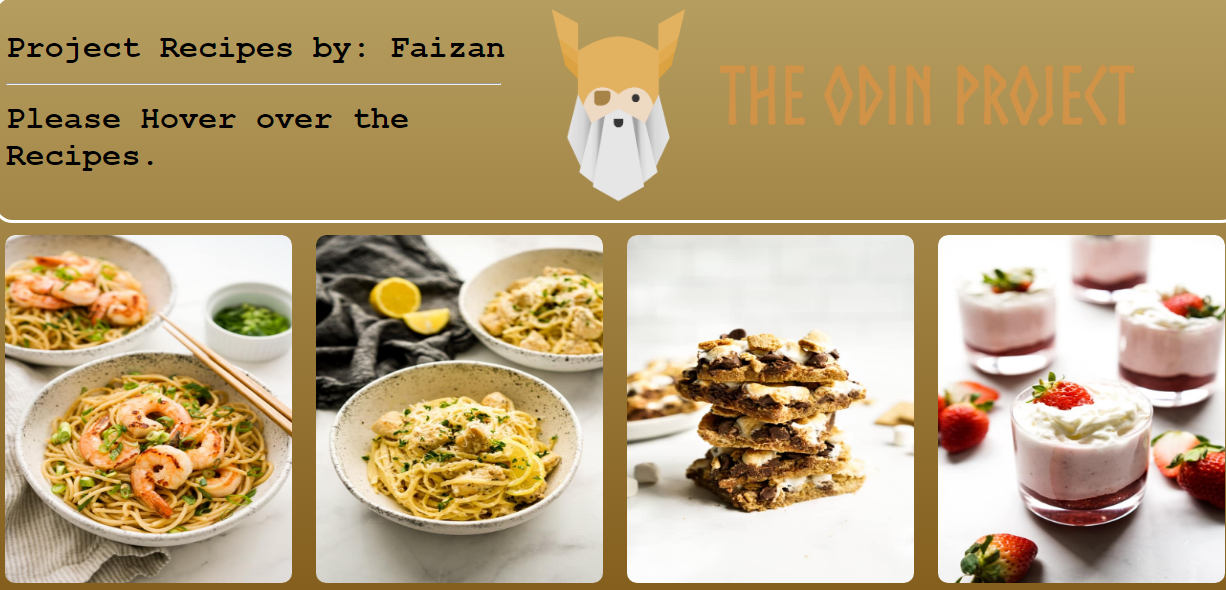 Project Recipes by: Faizan
Please Hover over the
Recipes.
THE ODIN PROJECT